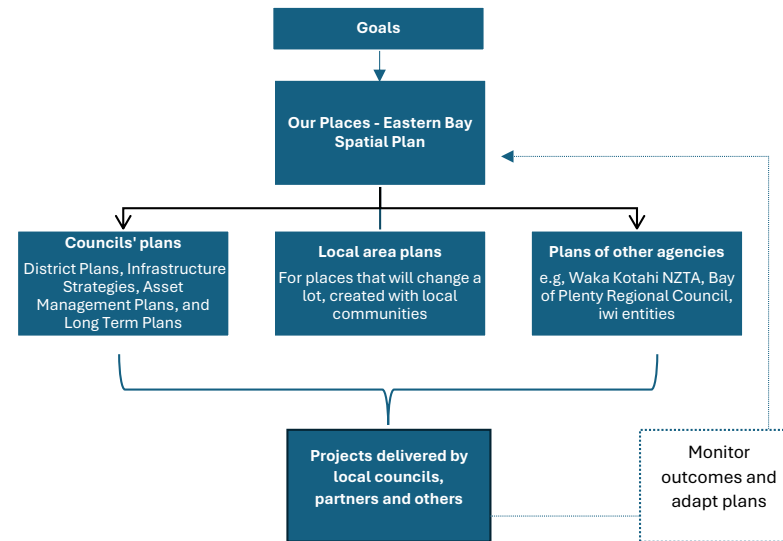 Goals
Our Places - Eastern Bay
Spatial Plan
Councils' plans
District Plans, Infrastructure
Strategies, Asset
Management Plans, and
Long Term Plans
Local area plans
For places that will change a
lot, created with local
communities
Plans of other agencies
e.g, Waka Kotahi NZTA, Bay
of Plenty Regional Council,
iwi entities
Projects delivered by
local councils,
partners and others
Monitor
outcomes and
adapt plans